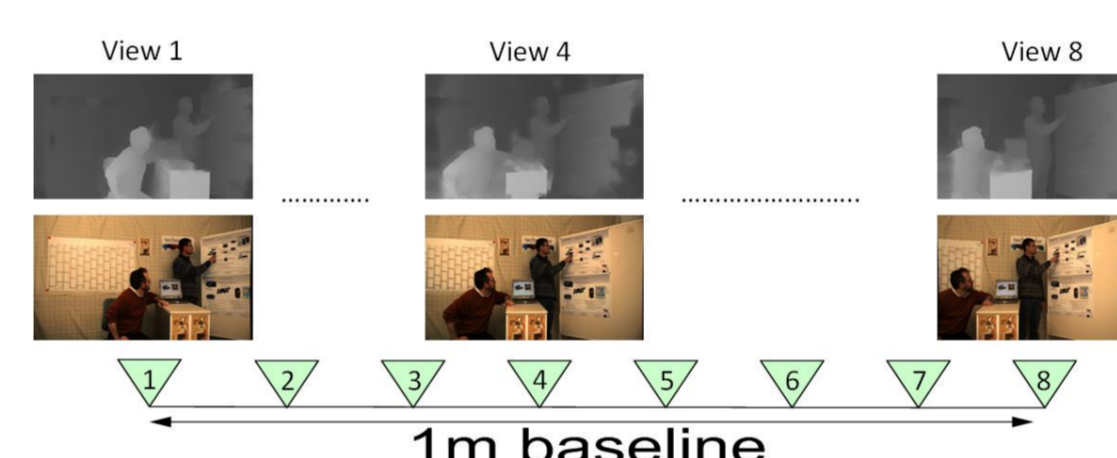 View 1 View 4 View 8
............. ..........................
1 2 3 4 5 6 7 8
1m baseline